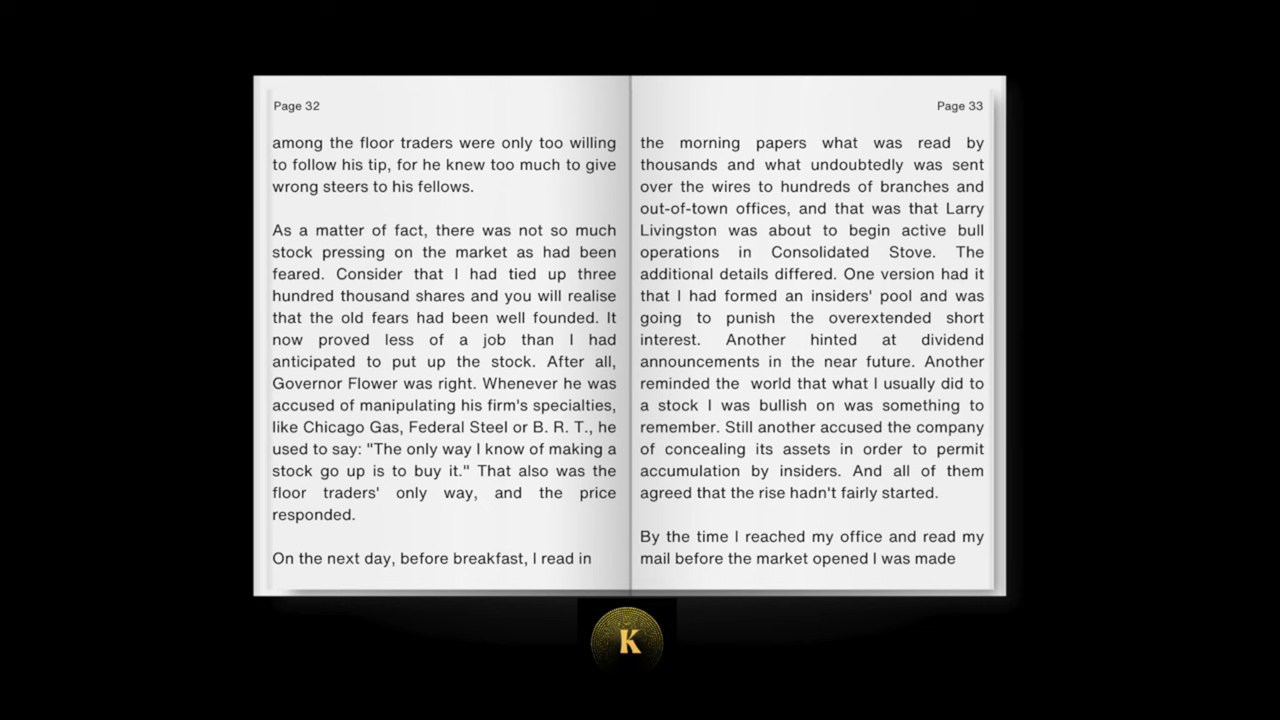 Page 32
among the floor traders were only too willing
to follow his tip, for he knew too much to give
wrong steers to his fellows.
As a matter of fact, there was not so much
stock pressing on the market as had been
feared. Consider that I had tied up three
hundred thousand shares and you will realise
that the old fears had been well founded. It
now proved less of a job than I had
anticipated to put up the stock. After all,
Governor Flower was right. Whenever he was
accused of manipulating his firm's specialties,
like Chicago Gas, Federal Steel or B. R. T., he
used to say: "The only way I know of making a
stock go up is to buy it." That also was the
floor traders' only way, and the price
responded.
On the next day, before breakfast, I read in
Page 33
the morning papers what was read by
thousands and what undoubtedly was sent
over the wires to hundreds of branches and
out-of-town offices, and that was that Larry
Livingston was about to begin active bull
operations in Consolidated Stove. The
additional details differed. One version had it
that I had formed an insiders' pool and was
going to punish the overextended short
interest. Another hinted at dividend
announcements in the near future. Another
reminded the world that what I usually did to
a stock I was bullish on was something to
remember. Still another accused the company
of concealing its assets in order to permit
accumulation by insiders. And all of them
agreed that the rise hadn't fairly started.
By the time I reached my office and read my
mail before the market opened I was made
K